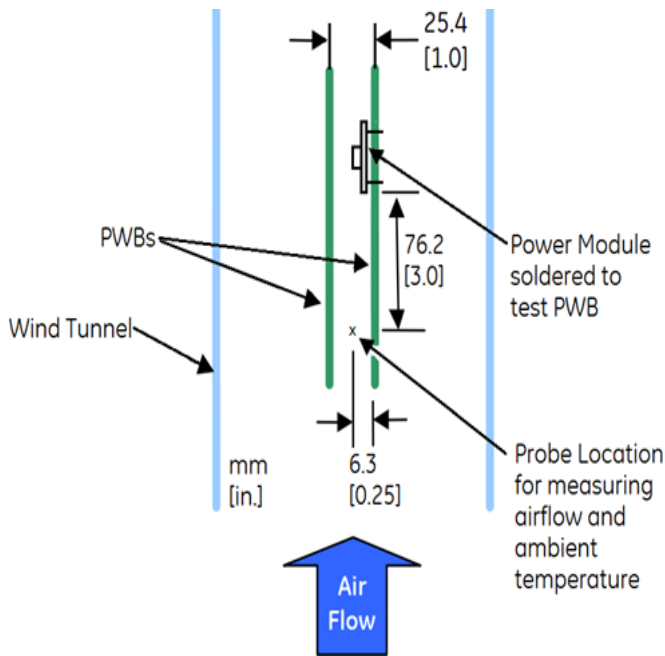 25.4
[1.0]
PWBs
76.2
[3.0]
Power Module
soldered to
test PWB
Wind Tunnel
x
mm
[in.]
6.3
[0.25]
Probe Location
for measuring
airflow and
ambient
temperature
Air
Flow